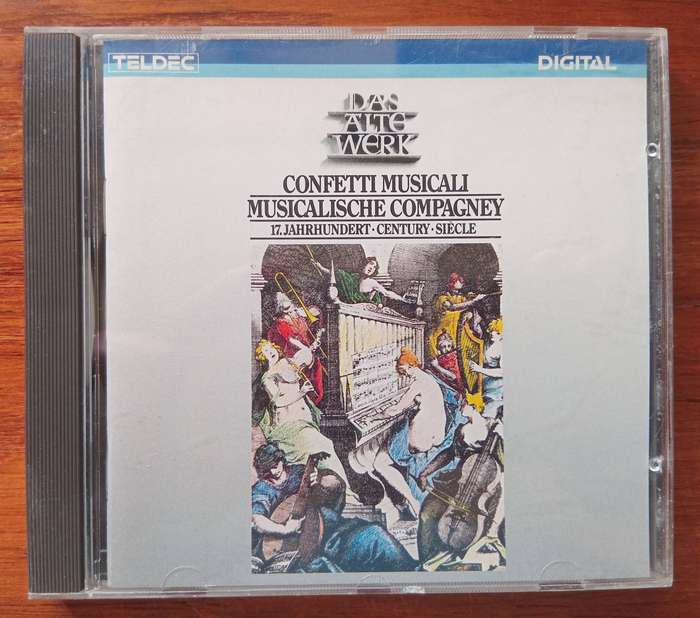 TELDEC
DIGITAL
DAS
ALTE
WERK
CONFETTI MUSICALI
MUSICALISCHE COMPAGNEY
17. JAHRHUNDERT · CENTURY · SIÈCLE